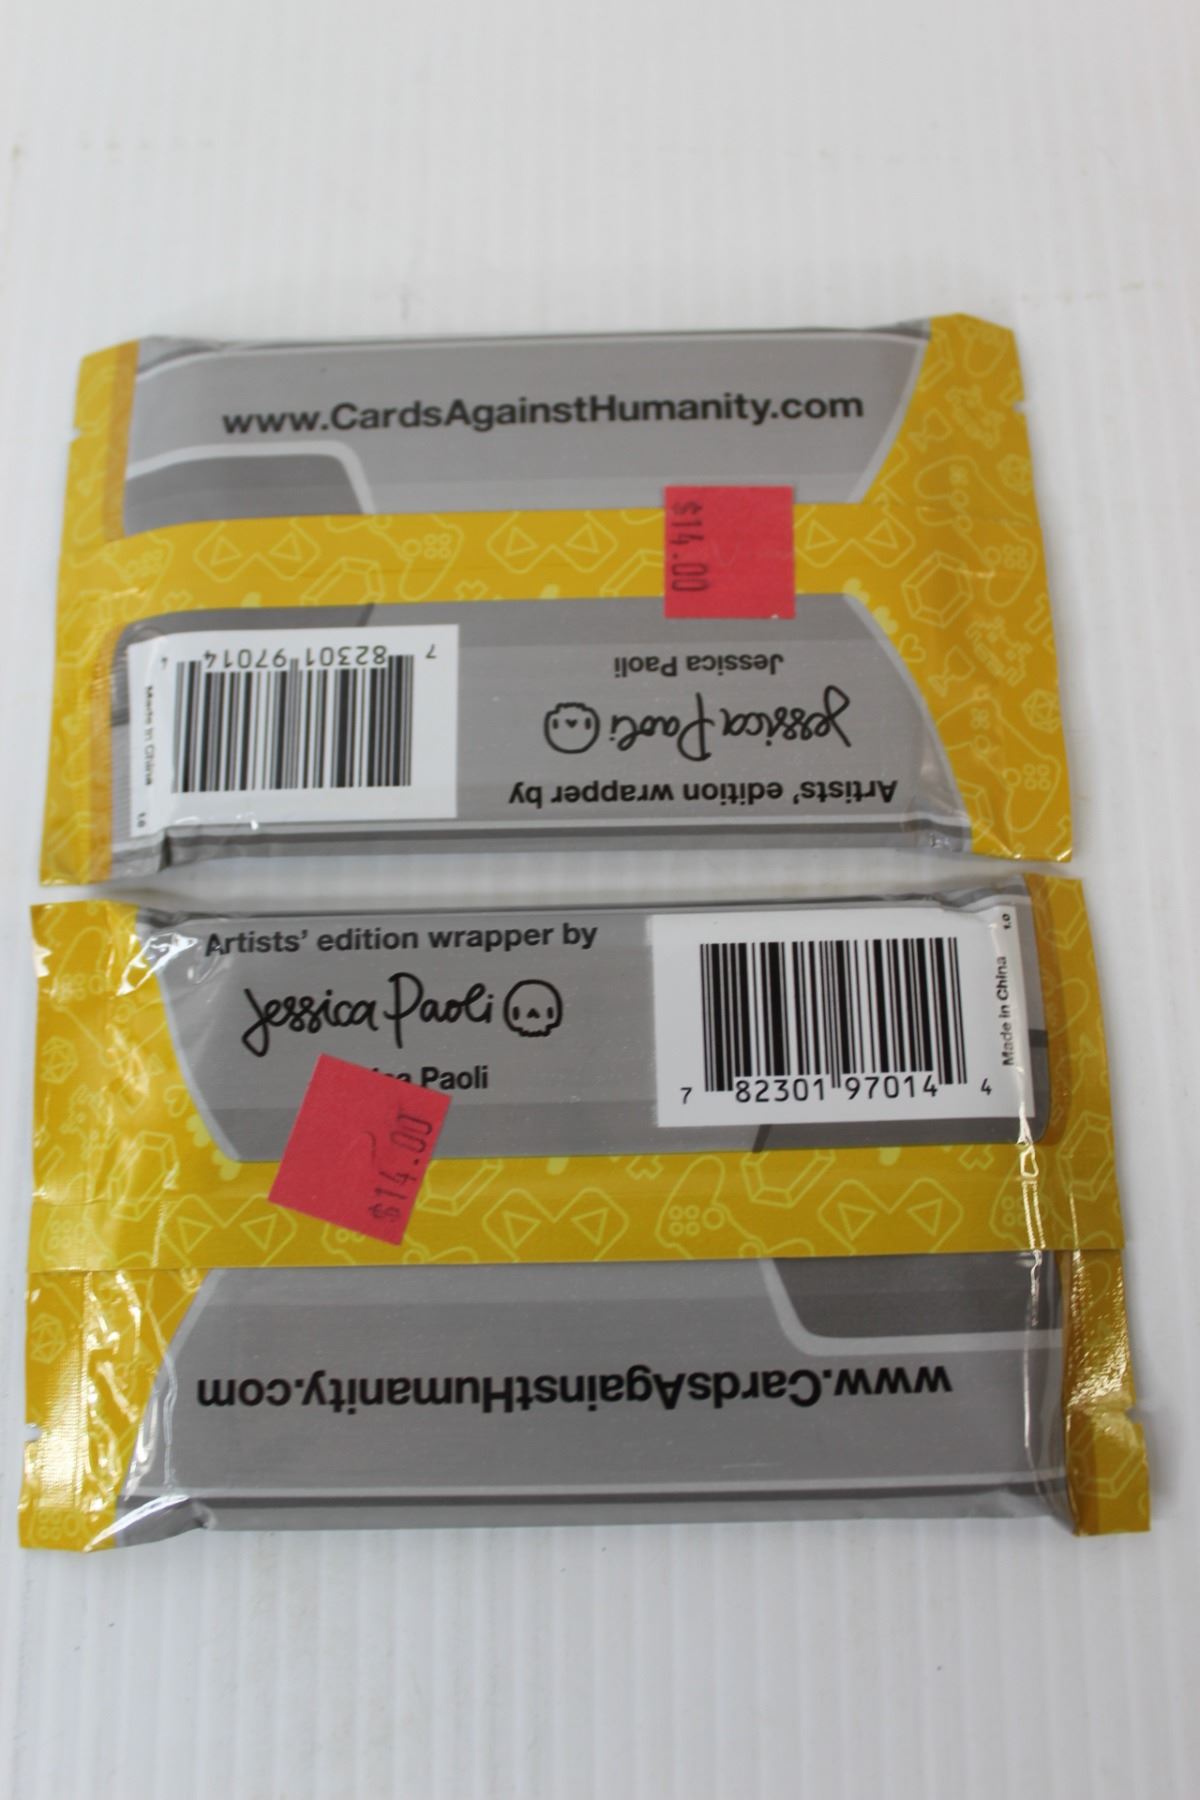 www.CardsAgainstHumanity.com
$14.00
7 82301 97014 4
Made in China 1.0
Jessica Paoli
Jessica Paoli
Artists' edition wrapper by
Artists' edition wrapper by
Jessica Paoli
Paoli
$14.00
7 82301 97014 4
Made in China 1.0
www.CardsAgainstHumanity.com